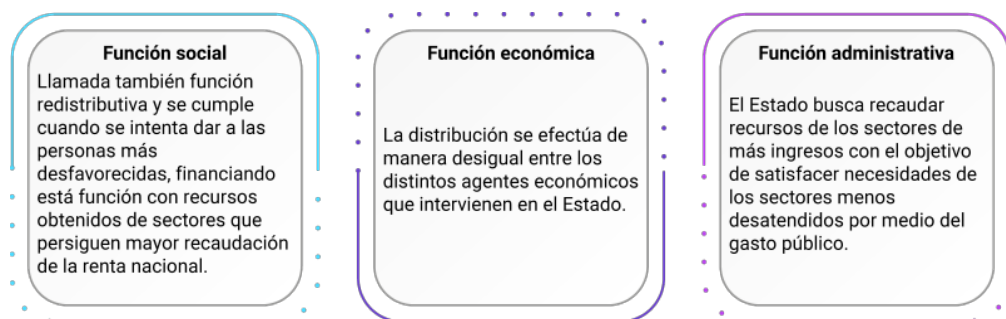 Función social
Llamada también función
redistributiva y se cumple
cuando se intenta dar a las
personas más
desfavorecidas, financiando
está función con recursos
obtenidos de sectores que
persiguen mayor recaudación
de la renta nacional.
Función económica
La distribución se efectúa de
manera desigual entre los
distintos agentes económicos
que intervienen en el Estado.
Función administrativa
El Estado busca recaudar
recursos de los sectores de
más ingresos con el objetivo
de satisfacer necesidades de
los sectores menos
desatendidos por medio del
gasto público.